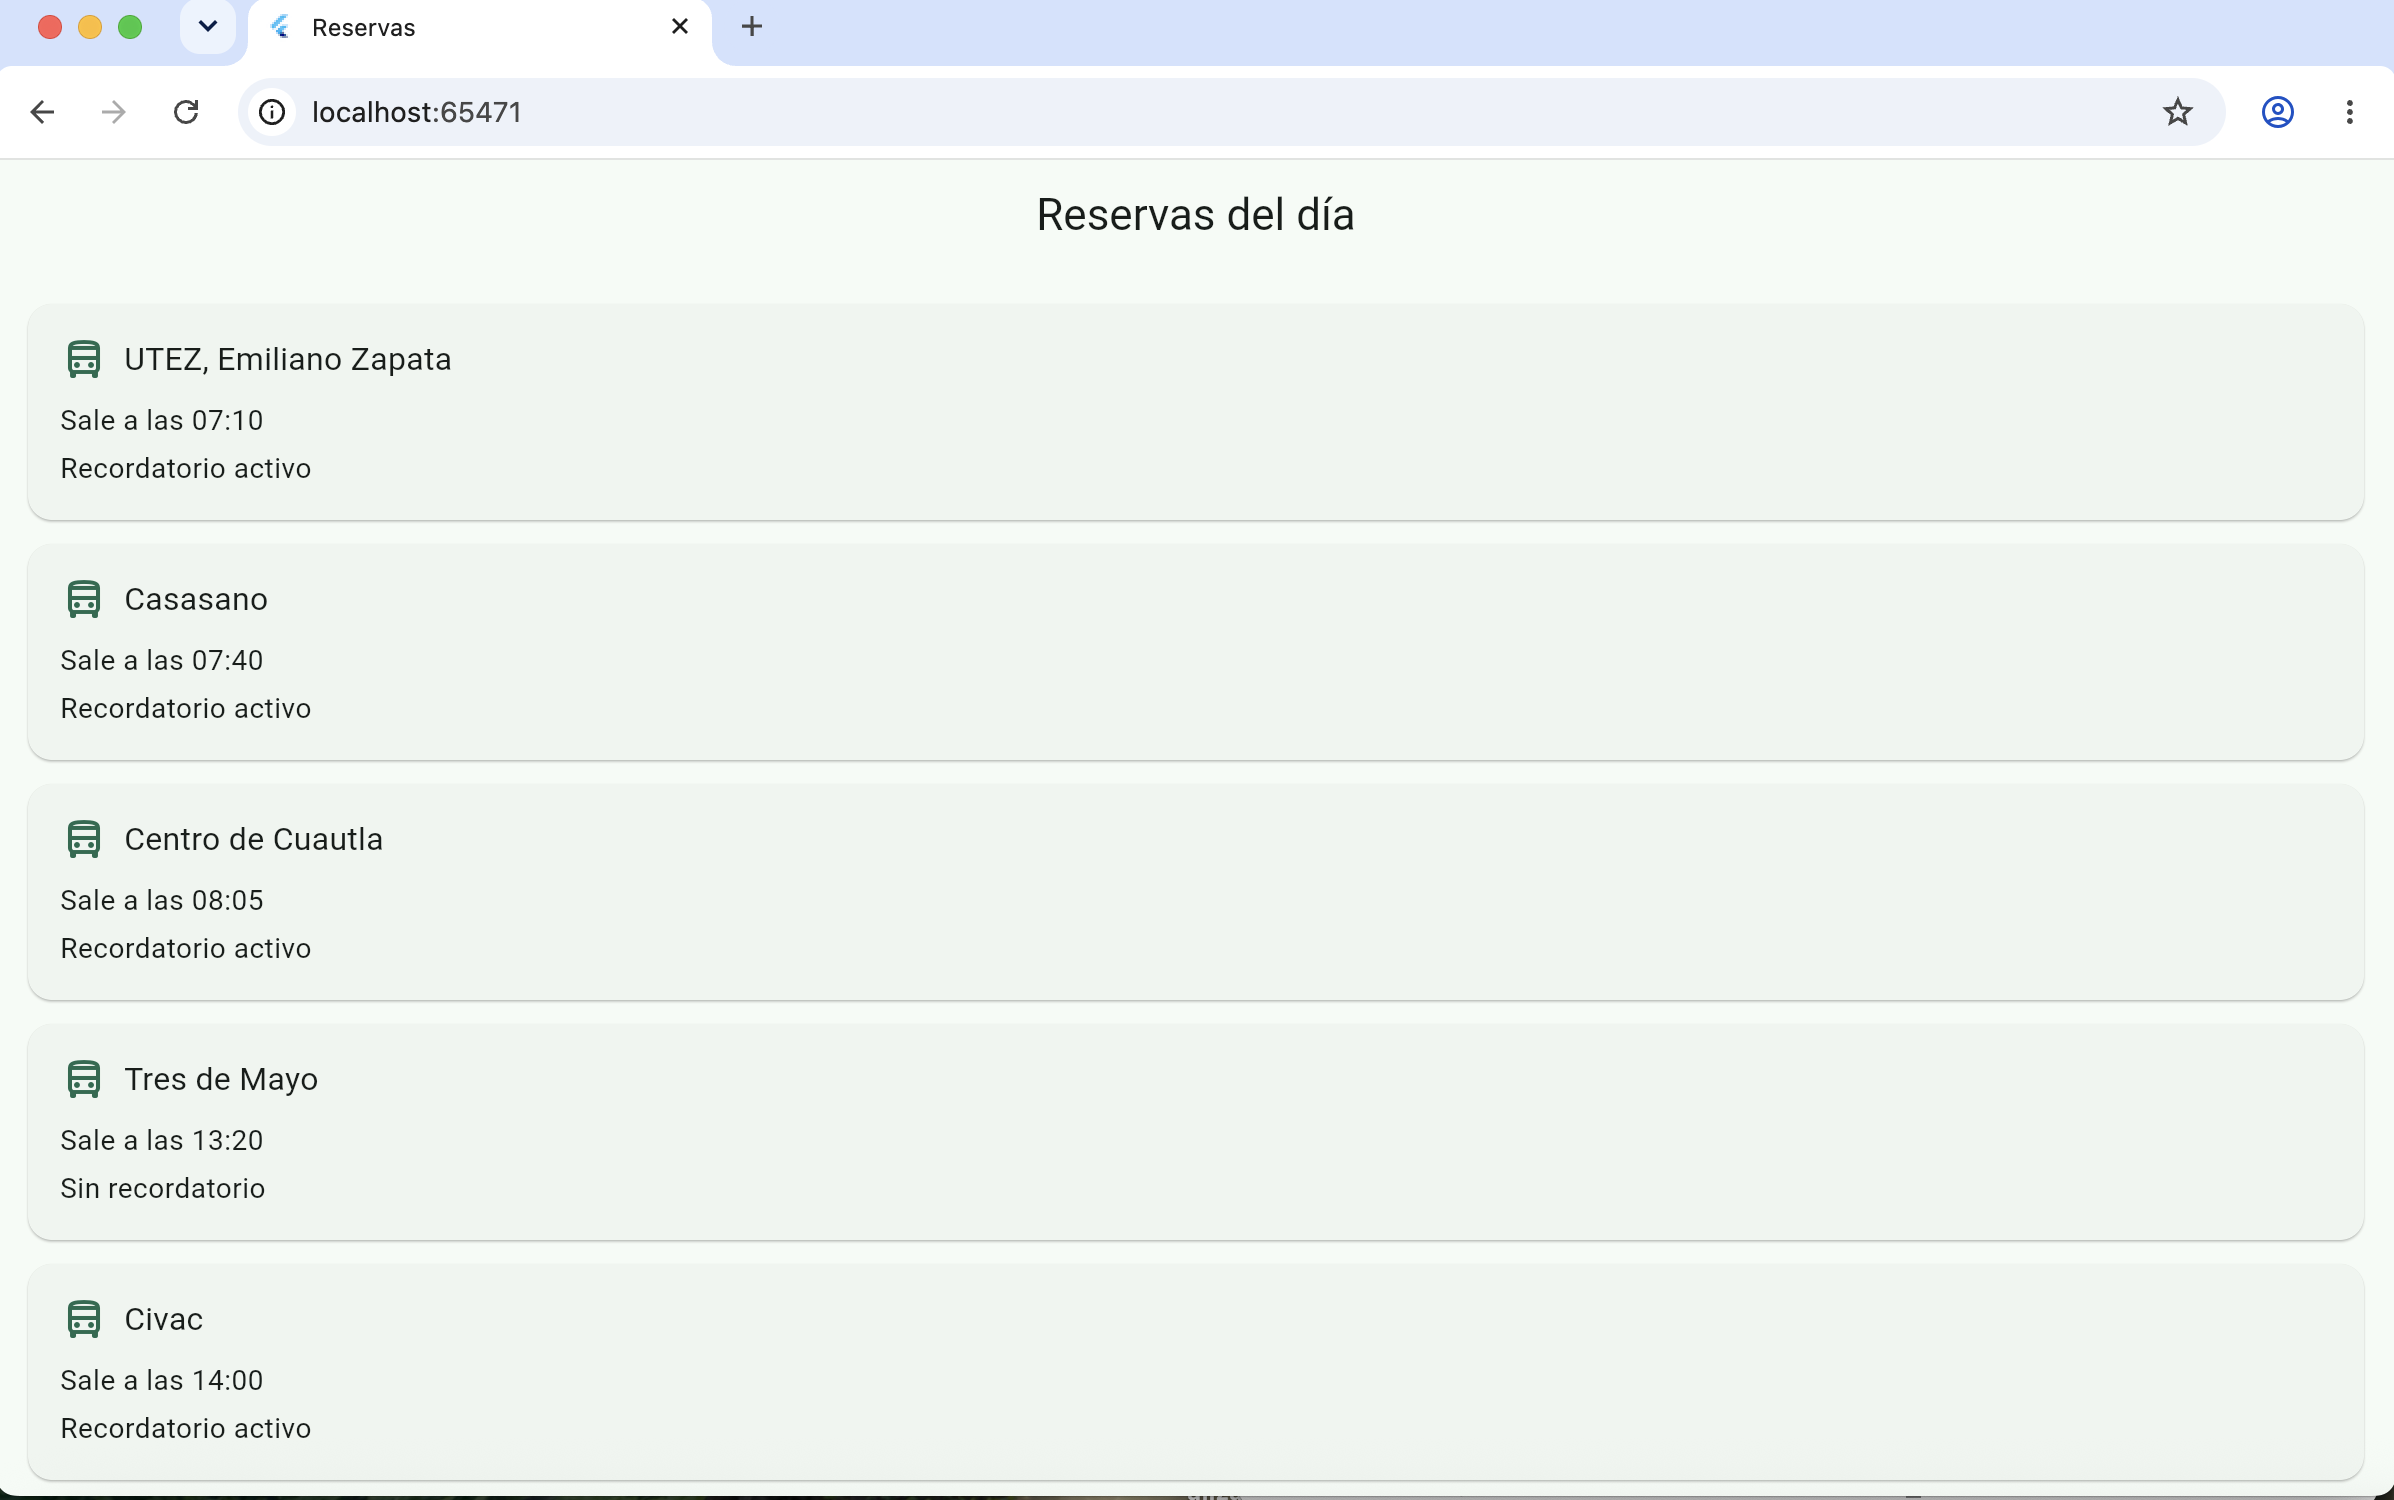 Reservas
localhost:65471
Reservas del día
UTEZ, Emiliano Zapata
Sale a las 07:10
Recordatorio activo
Casasano
Sale a las 07:40
Recordatorio activo
Centro de Cuautla
Sale a las 08:05
Recordatorio activo
Tres de Mayo
Sale a las 13:20
Sin recordatorio
Civac
Sale a las 14:00
Recordatorio activo